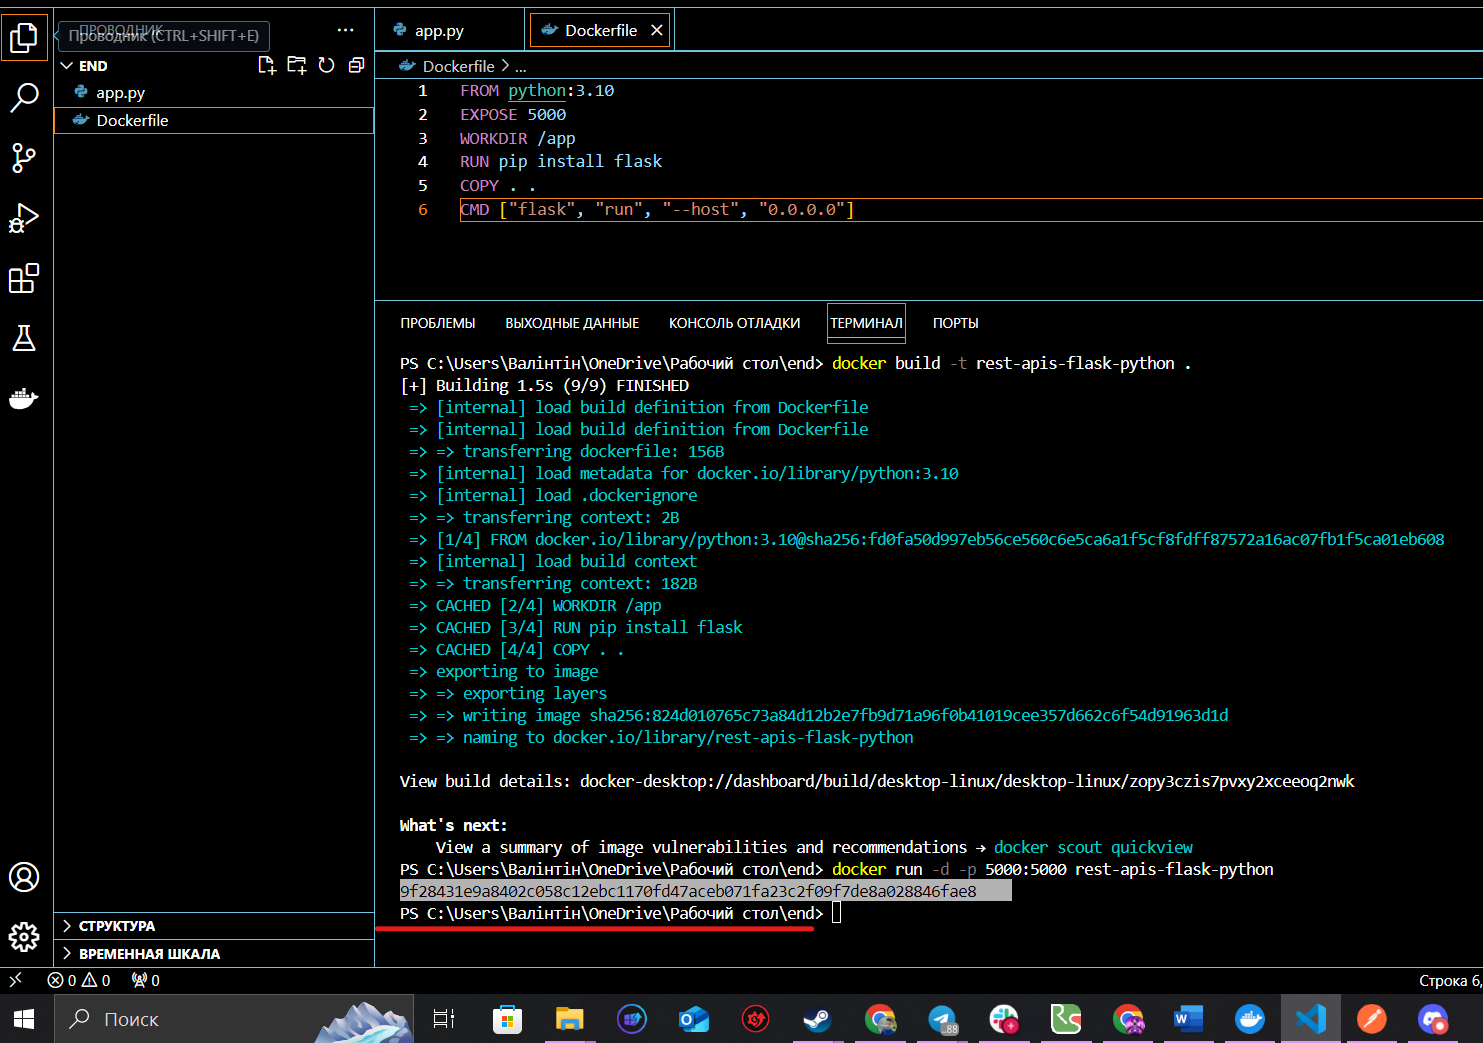 ПРОВОДНИК
Проводник (CTRL+SHIFT+E)
...
END
app.py
Dockerfile
СТРУКТУРА
ВРЕМЕННАЯ ШКАЛА
app.py
Dockerfile
Dockerfile > ...
1 FROM python:3.10
2 EXPOSE 5000
3 WORKDIR /app
4 RUN pip install flask
5 COPY . .
6 CMD ["flask", "run", "--host", "0.0.0.0"]
ПРОБЛЕМЫ ВЫХОДНЫЕ ДАННЫЕ КОНСОЛЬ ОТЛАДКИ ТЕРМИНАЛ ПОРТЫ
PS C:\Users\Валінтін\OneDrive\Рабочий стол\end> docker build -t rest-apis-flask-python .
[+] Building 1.5s (9/9) FINISHED
=> [internal] load build definition from Dockerfile
=> [internal] load build definition from Dockerfile
=> => transferring dockerfile: 156B
=> [internal] load metadata for docker.io/library/python:3.10
=> [internal] load .dockerignore
=> => transferring context: 2B
=> [1/4] FROM docker.io/library/python:3.10@sha256:fd0fa50d997eb56ce560c6e5ca6a1f5cf8fdff87572a16ac07fb1f5ca01eb608
=> [internal] load build context
=> => transferring context: 182B
=> CACHED [2/4] WORKDIR /app
=> CACHED [3/4] RUN pip install flask
=> CACHED [4/4] COPY . .
=> exporting to image
=> => exporting layers
=> => writing image sha256:824d010765c73a84d12b2e7fb9d71a96f0b41019cee357d662c6f54d91963d1d
=> => naming to docker.io/library/rest-apis-flask-python
View build details: docker-desktop://dashboard/build/desktop-linux/desktop-linux/zopy3czis7pvxy2xceeoq2nwk
What's next:
View a summary of image vulnerabilities and recommendations → docker scout quickview
PS C:\Users\Валінтін\OneDrive\Рабочий стол\end> docker run -d -p 5000:5000 rest-apis-flask-python
9f28431e9a8402c058c12ebc1170fd47aceb071fa23c2f09f7de8a028846fae8
PS C:\Users\Валінтін\OneDrive\Рабочий стол\end>
0 0 0
Строка 6,
Поиск
88